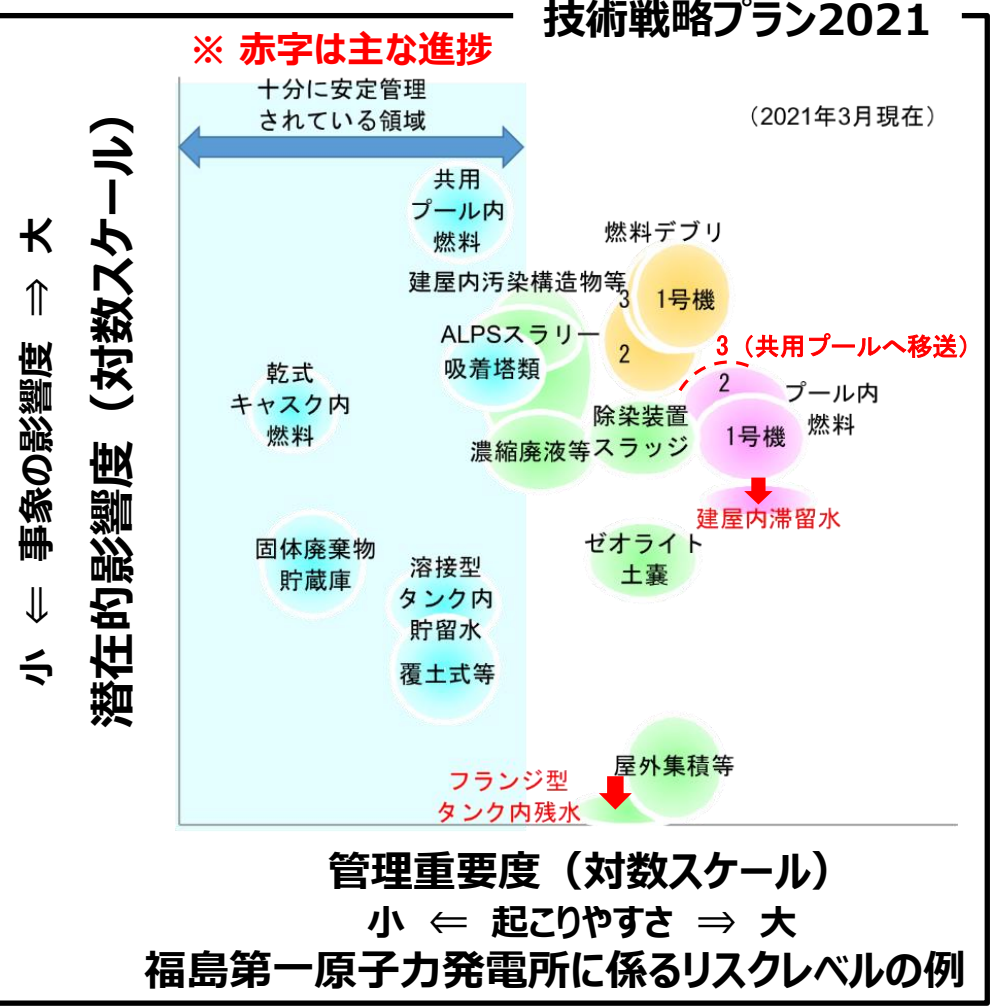 技術戦略プラン2021
※ 赤字は主な進捗
十分に安定管理
されている領域
（2021年3月現在）
小 ⇐ 事象の影響度 ⇒ 大
潜在的影響度（対数スケール）
共用
プール内
燃料
燃料デブリ
建屋内汚染構造物等
3
1号機
2
ALPSスラリー
吸着塔類
3（共用プールへ移送）
2
プール内
燃料
1号機
乾式
キャスク内
燃料
除染装置
スラッジ
濃縮廃液等
建屋内滞留水
固体廃棄物
貯蔵庫
ゼオライト
土嚢
溶接型
タンク内
貯留水
覆土式等
屋外集積等
フランジ型
タンク内残水
管理重要度（対数スケール）
小 ⇐ 起こりやすさ ⇒ 大
福島第一原子力発電所に係るリスクレベルの例